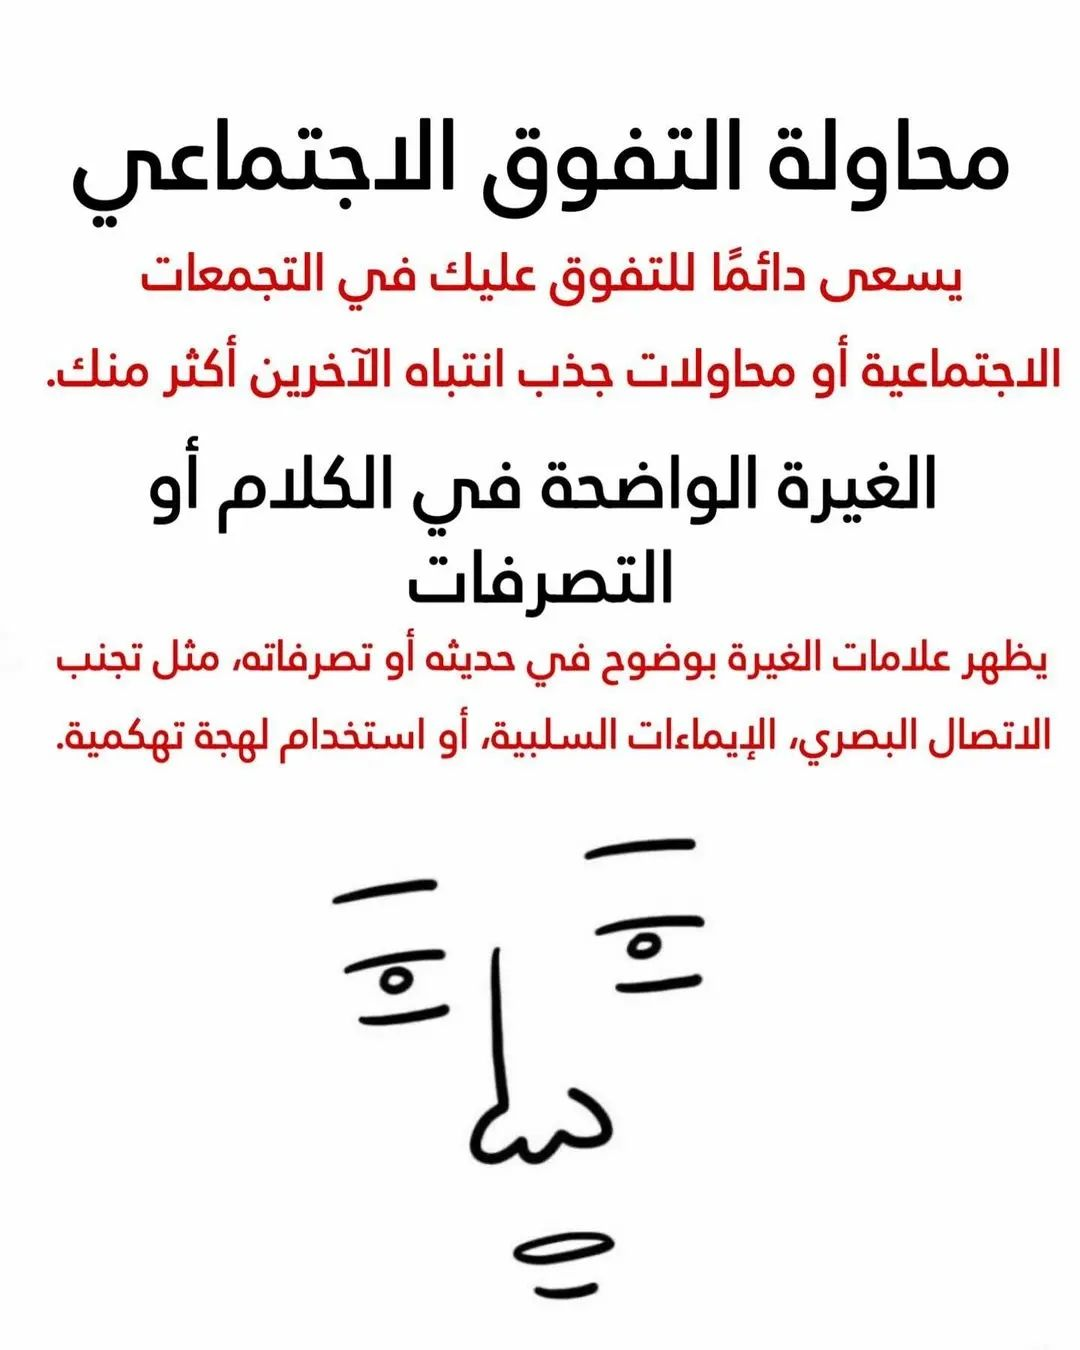 محاولة التفوق الاجتماعي
يسعى دائمًا للتفوق عليك في التجمعات
الاجتماعية أو محاولات جذب انتباه الآخرين أكثر منك.
الغيرة الواضحة في الكلام أو
التصرفات
يظهر علامات الغيرة بوضوح في حديثه أو تصرفاته، مثل تجنب
الاتصال البصري، الإيماءات السلبية، أو استخدام لهجة تهكمية.